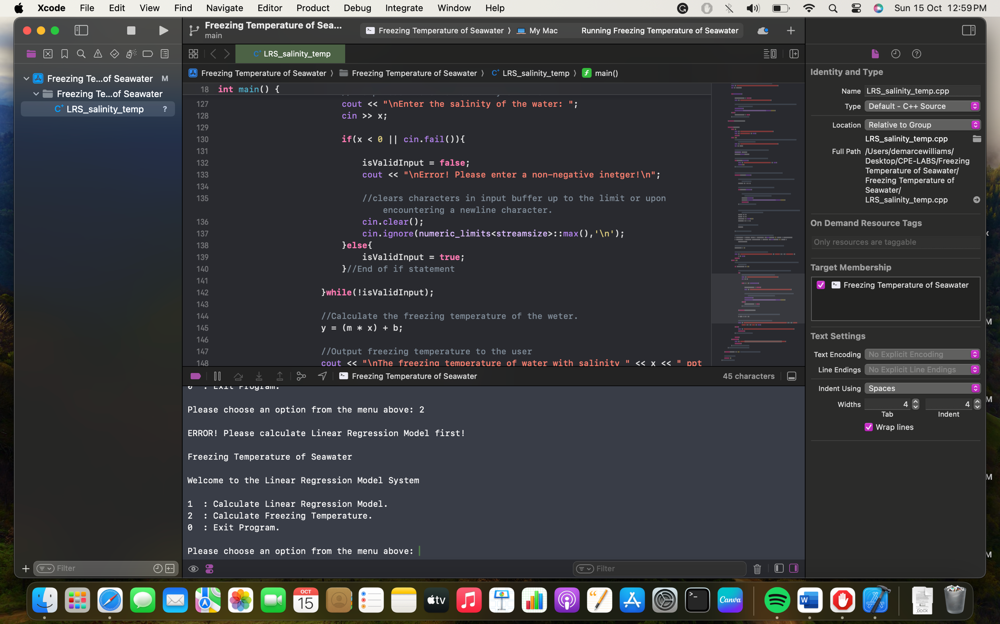 Xcode File Edit View Find Navigate Editor Product Debug Integrate Window Help Sun 15 Oct 12:59 PM
Freezing Temperature of Sea...
main
Freezing Temperature of Seawater 〉 My Mac
Running Freezing Temperature of Seawater
Freezing Te...of Seawater M
Freezing Te...of Seawater
LRS_salinity_temp ?
Filter
LRS_salinity_temp
Freezing Temperature of Seawater 〉 Freezing Temperature of Seawater 〉 LRS_salinity_temp 〉 main()
18 int main() {
127 cout << "\nEnter the salinity of the water: ";
128 cin >> x;
129
130 if(x < 0 || cin.fail()){
131
132 isValidInput = false;
133 cout << "\nError! Please enter a non-negative inetger!\n";
134
135 //clears characters in input buffer up to the limit or upon
encountering a newline character.
136 cin.clear();
137 cin.ignore(numeric_limits<streamsize>::max(),'\n');
138 }else{
139 isValidInput = true;
140 }//End of if statement
141
142 }while(!isValidInput);
143
144 //Calculate the freezing temperature of the weter.
145 y = (m * x) + b;
146
147 //Output freezing temperature to the user
148 cout << "\nThe freezing temperature of water with salinity " << x << " ppt
Freezing Temperature of Seawater
45 characters
0 : Exit Program.
Please choose an option from the menu above: 2
ERROR! Please calculate Linear Regression Model first!
Freezing Temperature of Seawater
Welcome to the Linear Regression Model System
1 : Calculate Linear Regression Model.
2 : Calculate Freezing Temperature.
0 : Exit Program.
Please choose an option from the menu above:
Filter
Identity and Type
Name LRS_salinity_temp.cpp
Type Default - C++ Source
Location Relative to Group
LRS_salinity_temp.cpp
Full Path /Users/demarcewilliams/
Desktop/CPE-LABS/Freezing
Temperature of Seawater/
Freezing Temperature of
Seawater/
LRS_salinity_temp.cpp
On Demand Resource Tags
Only resources are taggable
Target Membership
Freezing Temperature of Seawater
Text Settings
Text Encoding No Explicit Encoding
Line Endings No Explicit Line Endings
Indent Using Spaces
Widths 4 4
Tab Indent
Wrap lines
OCT
15
tv
Canva
W
DOCX